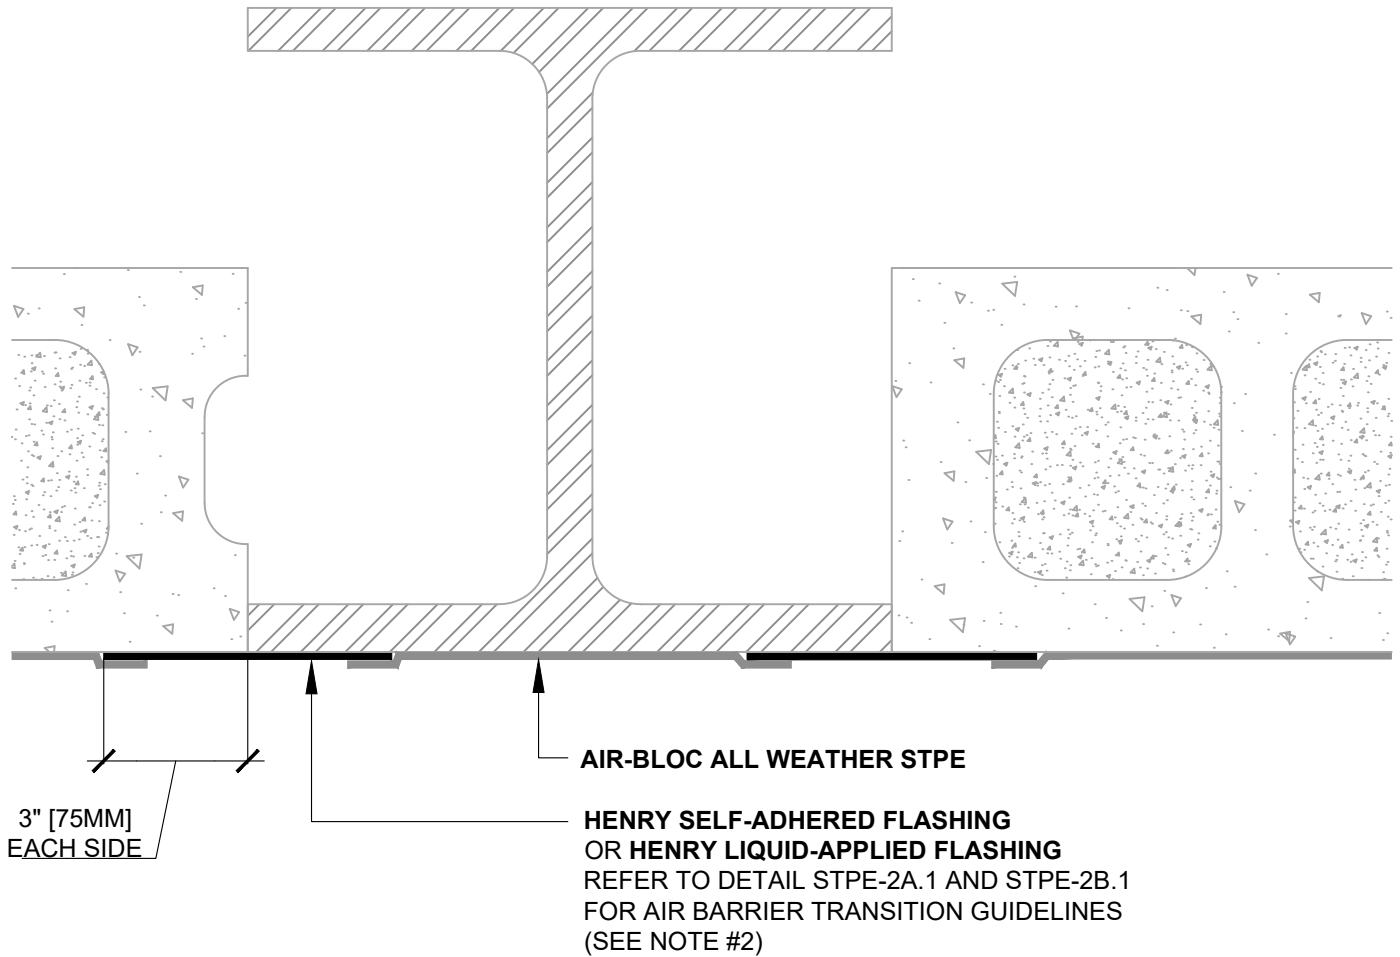 AIR-BLOC ALL WEATHER STPE
3" [75MM]
EACH SIDE
HENRY SELF-ADHERED FLASHING
OR HENRY LIQUID-APPLIED FLASHING
REFER TO DETAIL STPE-2A.1 AND STPE-2B.1
FOR AIR BARRIER TRANSITION GUIDELINES
(SEE NOTE #2)